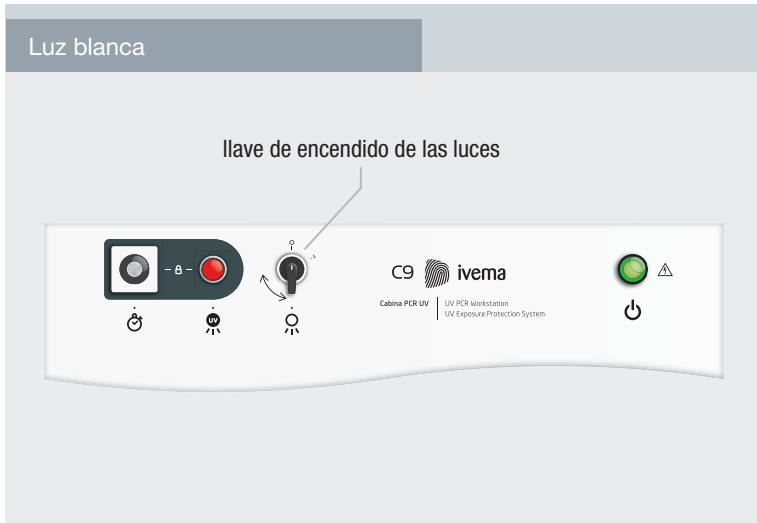 Luz blanca
llave de encendido de las luces
UV
C9 ivema
Cabina PCR UV
UV PCR Workstation
UV Exposure Protection System